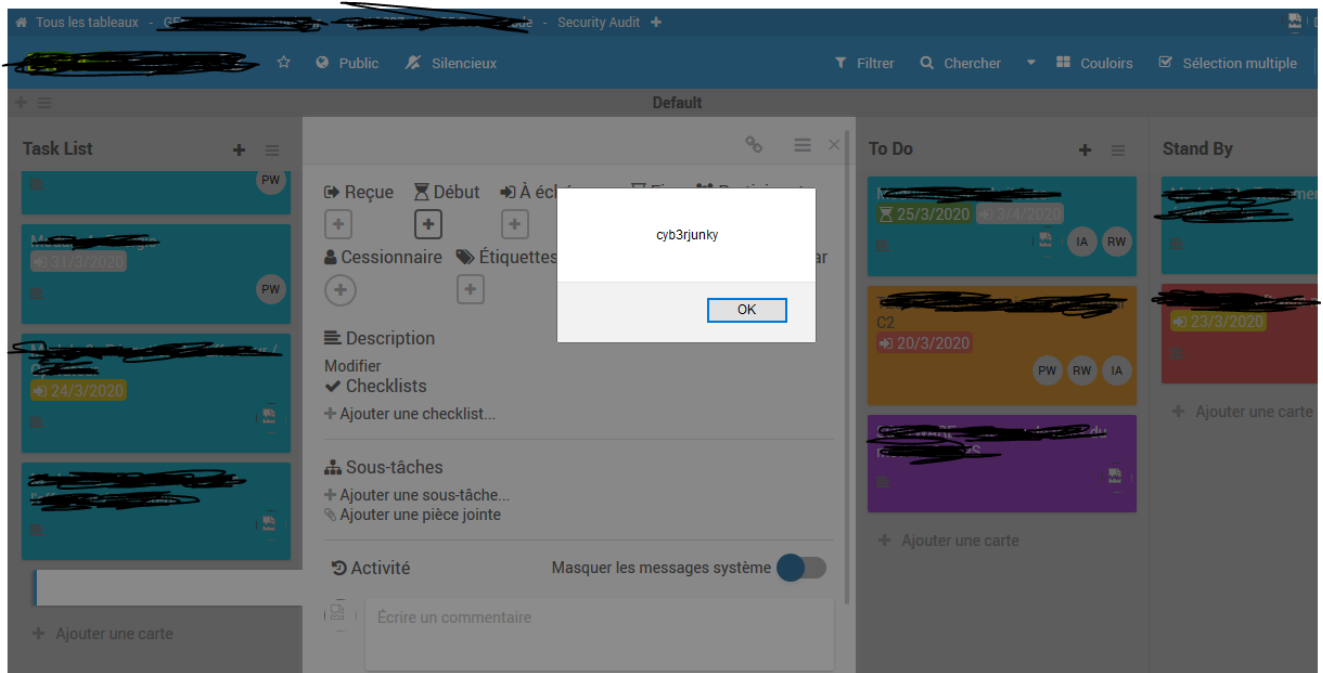 Tous les tableaux - - - Security Audit
Public Silencieux Filtrer Chercher Couloirs Sélection multiple
Default
Task List
PW
31/3/2020
PW
24/3/2020
Ajouter une carte
Reçue Début
Cessionnaire Étiquettes
Description
Modifier
Checklists
Ajouter une checklist...
Sous-tâches
Ajouter une sous-tâche...
Ajouter une pièce jointe
Activité Masquer les messages système
Écrire un commentaire
cyb3rjunky
OK
To Do
25/3/2020 3/4/2020
IA RW
C2
20/3/2020
PW RW IA
du
Ajouter une carte
Stand By
23/3/2020
Ajouter une carte